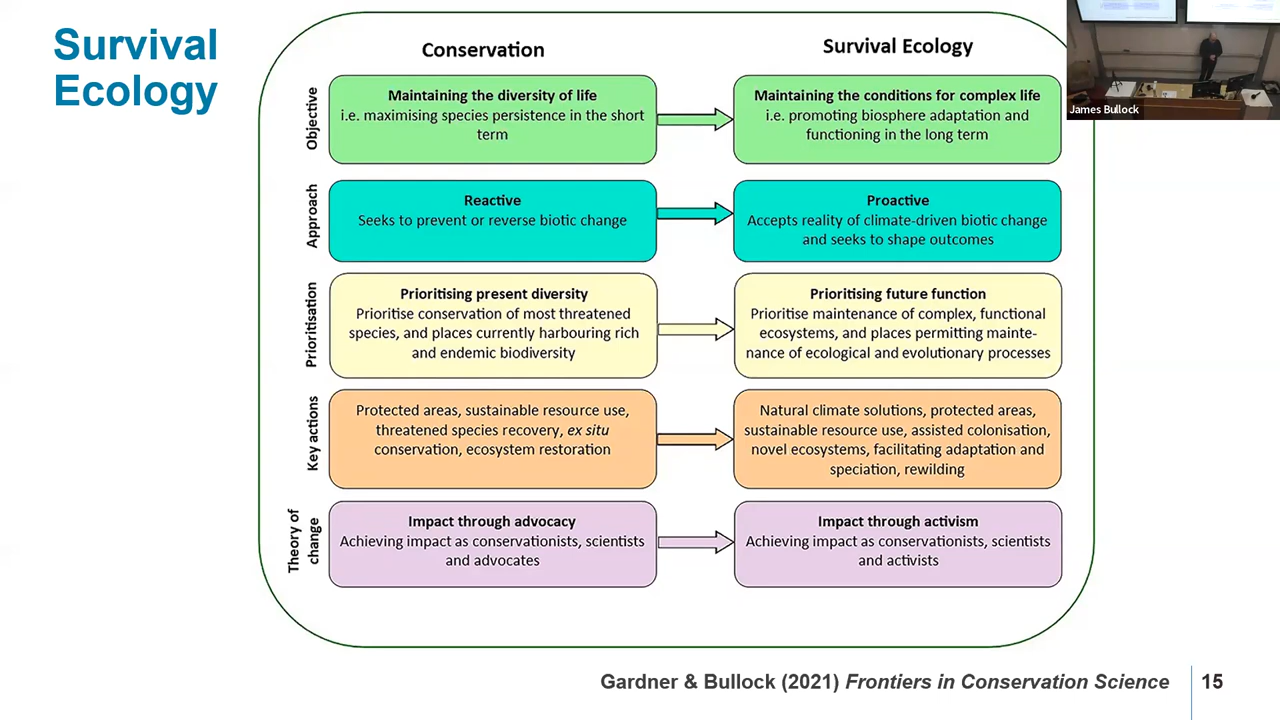 Survival
Ecology
Conservation
Survival Ecology
Objective
Maintaining the diversity of life
i.e. maximising species persistence in the short
term
Maintaining the conditions for complex life
i.e. promoting biosphere adaptation and
functioning in the long term
James Bullock
Approach
Reactive
Seeks to prevent or reverse biotic change
Proactive
Accepts reality of climate-driven biotic change
and seeks to shape outcomes
Prioritisation
Prioritising present diversity
Prioritise conservation of most threatened
species, and places currently harbouring rich
and endemic biodiversity
Prioritising future function
Prioritise maintenance of complex, functional
ecosystems, and places permitting mainte-
nance of ecological and evolutionary processes
Key actions
Protected areas, sustainable resource use,
threatened species recovery, ex situ
conservation, ecosystem restoration
Natural climate solutions, protected areas,
sustainable resource use, assisted colonisation,
novel ecosystems, facilitating adaptation and
speciation, rewilding
Theory of
change
Impact through advocacy
Achieving impact as conservationists, scientists
and advocates
Impact through activism
Achieving impact as conservationists, scientists
and activists
Gardner & Bullock (2021) Frontiers in Conservation Science
15